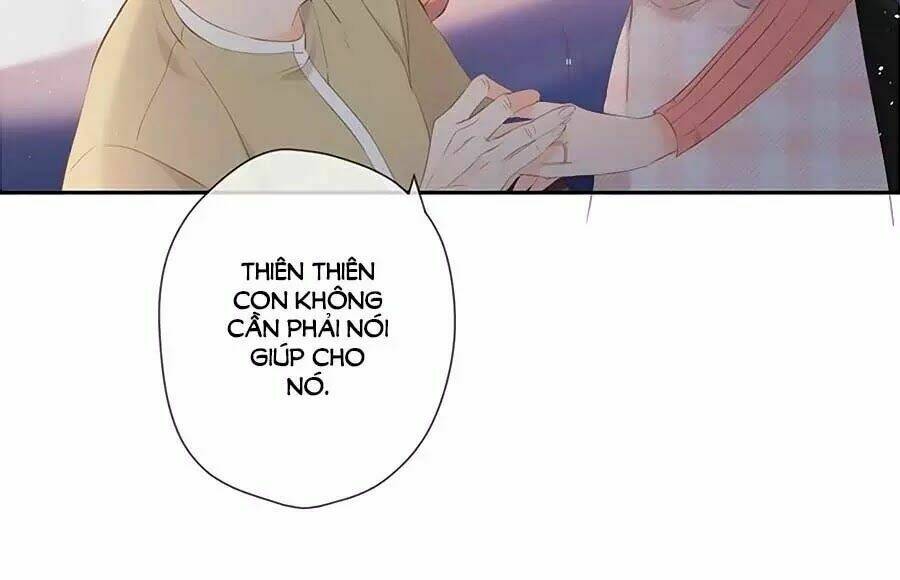 THIÊN THIÊN
CON KHÔNG
CẦN PHẢI NÓI
GIÚP CHO
NÓ.